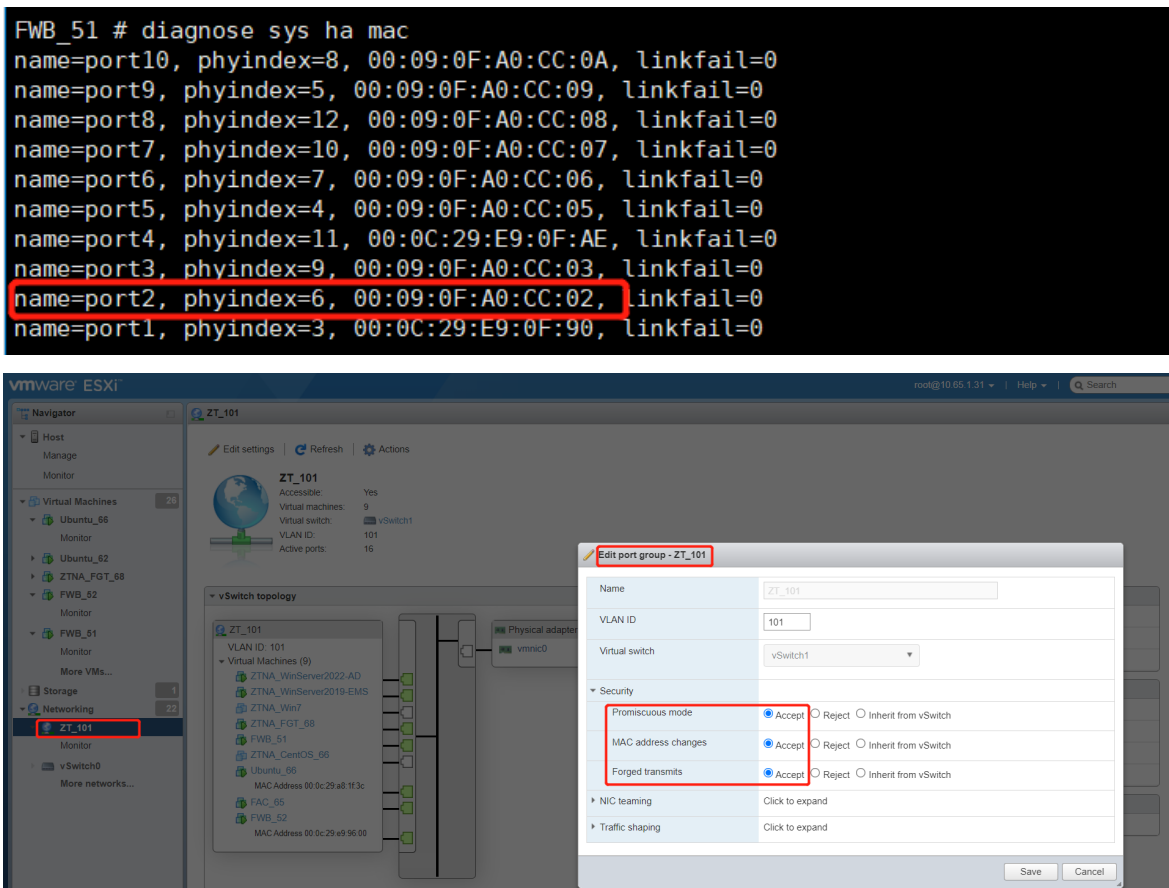 FWB_51 # diagnose sys ha mac
name=port10, phyindex=8, 00:09:0F:A0:CC:0A, linkfail=0
name=port9, phyindex=5, 00:09:0F:A0:CC:09, linkfail=0
name=port8, phyindex=12, 00:09:0F:A0:CC:08, linkfail=0
name=port7, phyindex=10, 00:09:0F:A0:CC:07, linkfail=0
name=port6, phyindex=7, 00:09:0F:A0:CC:06, linkfail=0
name=port5, phyindex=4, 00:09:0F:A0:CC:05, linkfail=0
name=port4, phyindex=11, 00:0C:29:E9:0F:AE, linkfail=0
name=port3, phyindex=9, 00:09:0F:A0:CC:03, linkfail=0
name=port2, phyindex=6, 00:09:0F:A0:CC:02, linkfail=0
name=port1, phyindex=3, 00:0C:29:E9:0F:90, linkfail=0
vmware ESXi™
root@10.65.1.31 | Help | Search
Navigator
Host
Manage
Monitor
Virtual Machines 26
Ubuntu_66
Monitor
Ubuntu_62
ZTNA_FGT_68
FWB_52
Monitor
FWB_51
Monitor
More VMs...
Storage 1
Networking 22
ZT_101
Monitor
vSwitch0
More networks...
ZT_101
Edit settings | Refresh | Actions
ZT_101
Accessible: Yes
Virtual machines: 9
Virtual switch: vSwitch1
VLAN ID: 101
Active ports: 16
vSwitch topology
ZT_101
VLAN ID: 101
Virtual Machines (9)
ZTNA_WinServer2022-AD
ZTNA_WinServer2019-EMS
ZTNA_Win7
ZTNA_FGT_68
FWB_51
ZTNA_CentOS_66
Ubuntu_66
MAC Address 00:0c:29:a8:1f:3c
FAC_65
FWB_52
MAC Address 00:0c:29:e9:96:00
Physical adapter
vmnic0
Edit port group - ZT_101
Name ZT_101
VLAN ID 101
Virtual switch vSwitch1
Security
Promiscuous mode Accept Reject Inherit from vSwitch
MAC address changes Accept Reject Inherit from vSwitch
Forged transmits Accept Reject Inherit from vSwitch
NIC teaming Click to expand
Traffic shaping Click to expand
Save Cancel